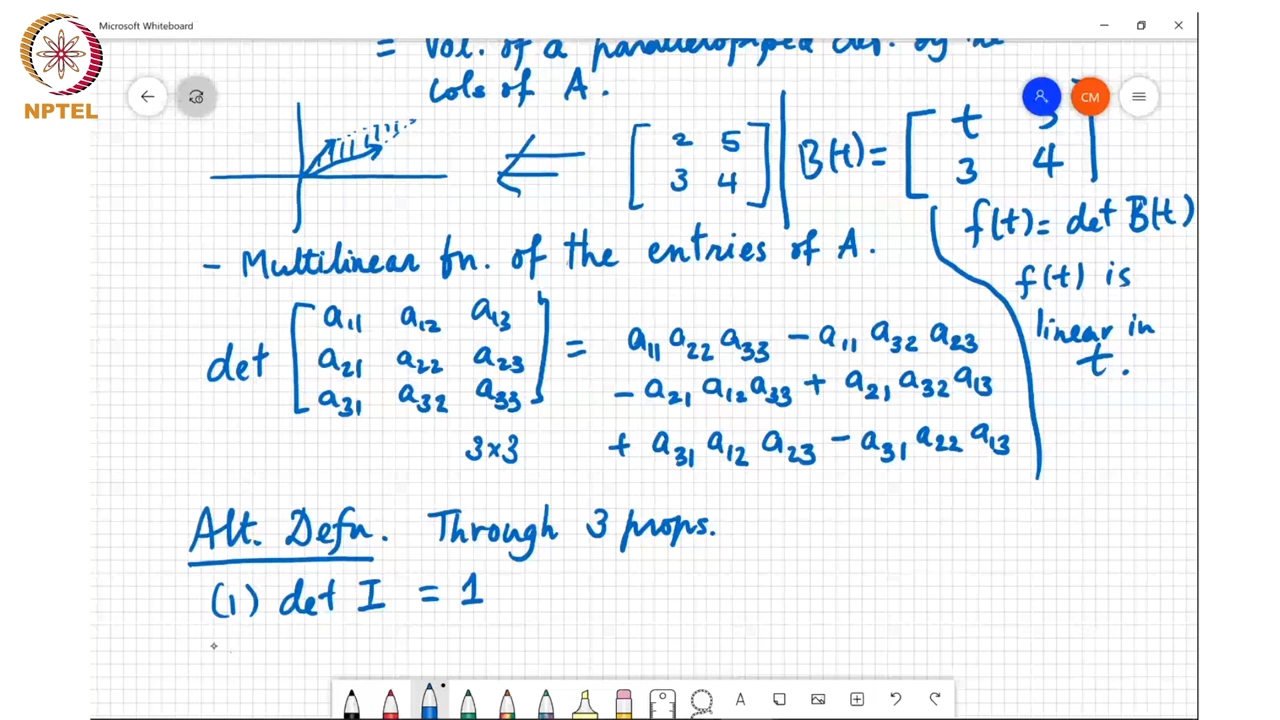 Microsoft Whiteboard
NPTEL
= Vol. of a
cols of A.
CM
[ 2 5
3 4 ]
B(t) = [ t
3 4 ]
f(t) = det B(t)
f(t) is
linear in
t.
- Multilinear fn. of the entries of A.
det [ a11 a12 a13
a21 a22 a23
a31 a32 a33 ]
3×3
= a11 a22 a33 - a11 a32 a23
- a21 a12 a33 + a21 a32 a13
+ a31 a12 a23 - a31 a22 a13
Alt. Defn. Through 3 props.
(1) det I = 1